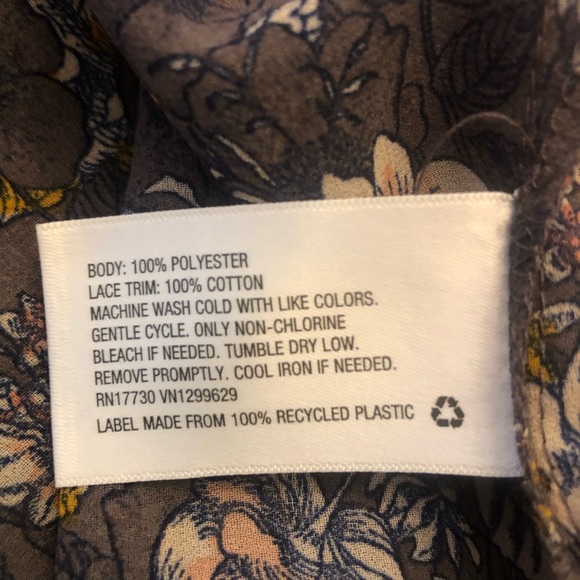 BODY: 100% POLYESTER
LACE TRIM: 100% COTTON
MACHINE WASH COLD WITH LIKE COLORS.
GENTLE CYCLE. ONLY NON-CHLORINE
BLEACH IF NEEDED. TUMBLE DRY LOW.
REMOVE PROMPTLY. COOL IRON IF NEEDED.
RN17730 VN1299629
LABEL MADE FROM 100% RECYCLED PLASTIC